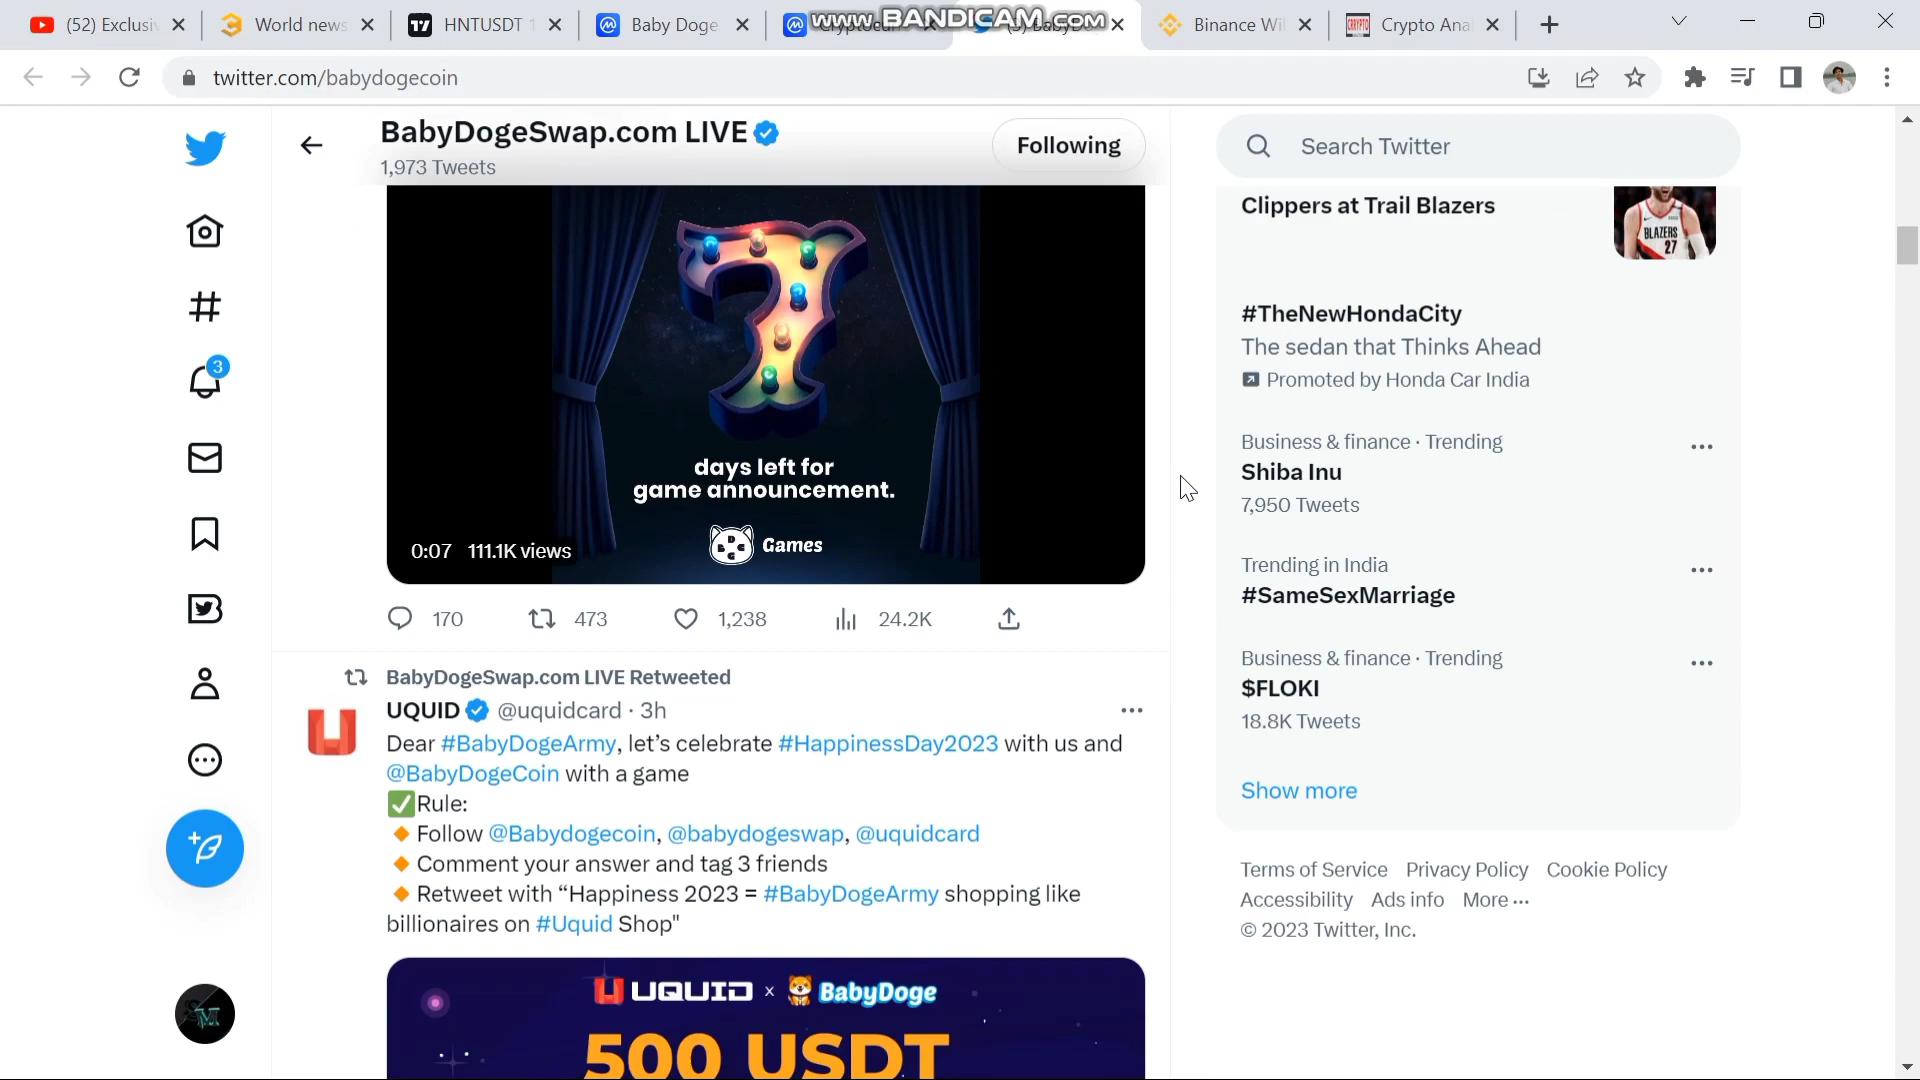 (52) Exclusiv
World news
HNTUSDT
Baby Doge
www.BANDICAM.com
Binance Wil
Crypto Anal
twitter.com/babydogecoin
BabyDogeSwap.com LIVE
1,973 Tweets
Following
Search Twitter
7
days left for
game announcement.
Games
0:07 111.1K views
170 473 1,238 24.2K
BabyDogeSwap.com LIVE Retweeted
UQUID @uquidcard · 3h
Dear #BabyDogeArmy, let’s celebrate #HappinessDay2023 with us and
@BabyDogeCoin with a game
✅Rule:
🔸Follow @Babydogecoin, @babydogeswap, @uquidcard
🔸Comment your answer and tag 3 friends
🔸Retweet with “Happiness 2023 = #BabyDogeArmy shopping like
billionaires on #Uquid Shop"
UQUID x BabyDoge
500 USDT
3
Clippers at Trail Blazers
BLAZERS
27
#TheNewHondaCity
The sedan that Thinks Ahead
Promoted by Honda Car India
Business & finance · Trending
Shiba Inu
7,950 Tweets
Trending in India
#SameSexMarriage
Business & finance · Trending
$FLOKI
18.8K Tweets
Show more
Terms of Service Privacy Policy Cookie Policy
Accessibility Ads info More ···
© 2023 Twitter, Inc.